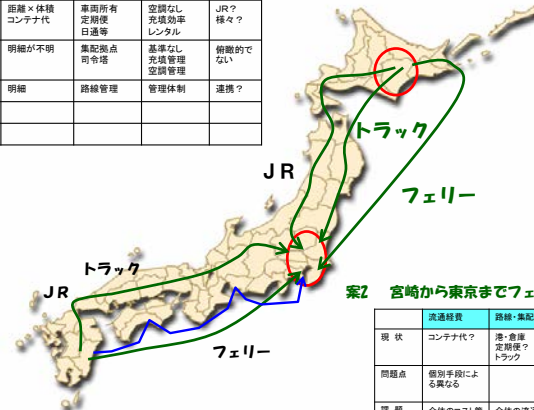 距離×体積
コンテナ代
車両所有
定期便
日通等
空調なし
充填効率
レンタル
JR?
様々?
明細が不明
集配拠点
司令塔
基準なし
充填管理
空調管理
俯瞰的で
ない
明細
路線管理
管理体制
連携?
トラック
JR
フェリー
トラック
JR
フェリー
案2 宮崎から東京までフェ
流通経費
路線・集配
現 状
コンテナ代?
港・倉庫
定期便?
トラック
問題点
個別手段によ
る異なる